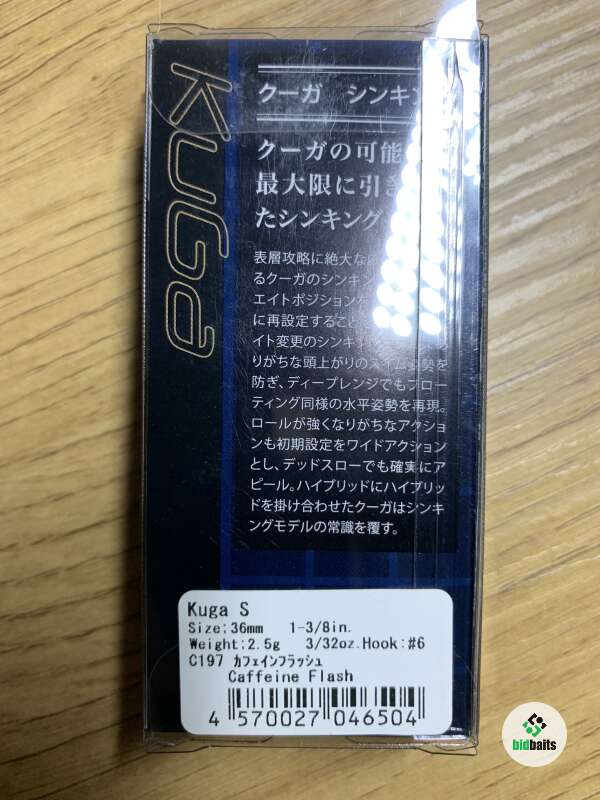 KUGA
クーガ シンキン
クーガの可能
最大限に引き
たシンキング
表層攻略に絶大な
るクーガのシンキン
エイトポジション
に再設定すること
イト変更のシンキ
りがちな頭上がりのスイム姿勢を
防ぎ、ディープレンジでもフロー
ティング同様の水平姿勢を再現。
ロールが強くなりがちなアクショ
ンも初期設定をワイドアクション
とし、デッドスローでも確実にア
ピール。ハイブリッドにハイブリッ
ドを掛け合わせたクーガはシンキ
ングモデルの常識を覆す。
Kuga S
Size:36mm 1-3/8in.
Weight:2.5g 3/32oz.Hook:#6
C197 カフェインフラッシュ
Caffeine Flash
4 570027 046504
bidbaits